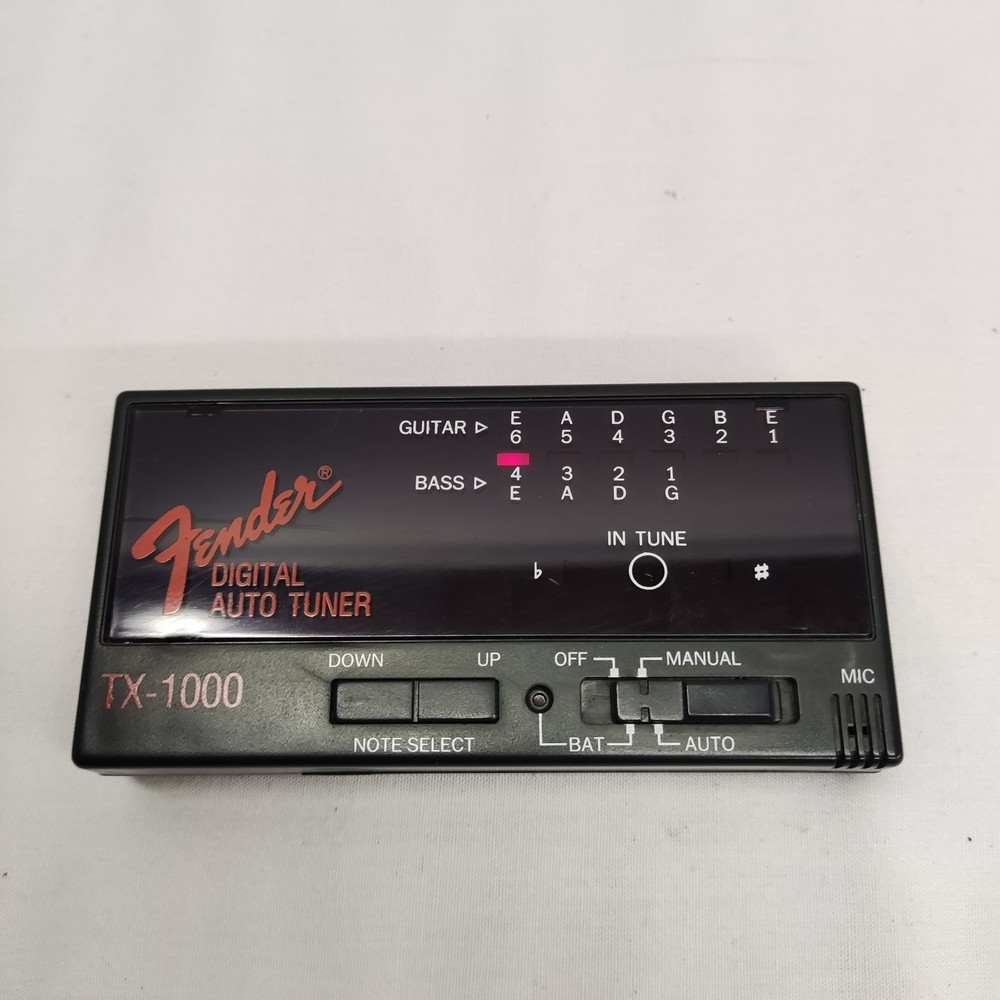 GUITAR ▷ E A D G B E
6 5 4 3 2 1
BASS ▷ 4 3 2 1
E A D G
Fender®
DIGITAL
AUTO TUNER
IN TUNE
♭ ♯
TX-1000
DOWN UP
NOTE SELECT
OFF MANUAL
BAT AUTO
MIC